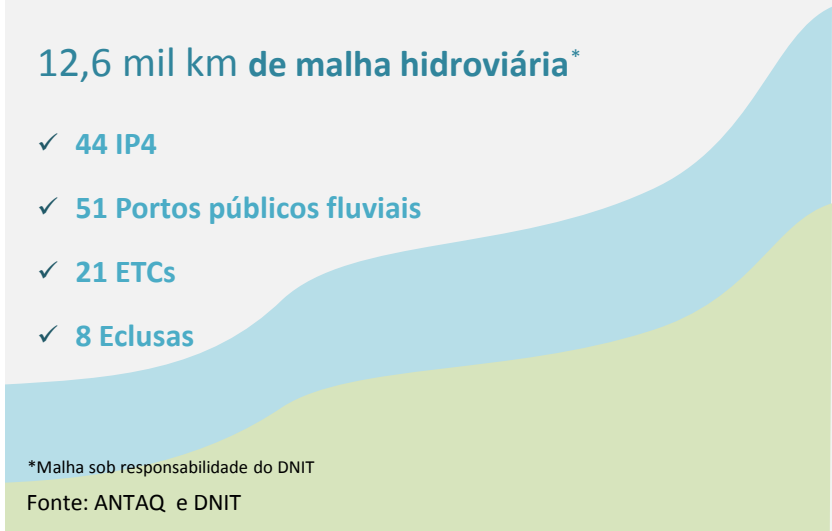 12,6 mil km de malha hidroviária*
✓ 44 IP4
✓ 51 Portos públicos fluviais
✓ 21 ETCs
✓ 8 Eclusas
*Malha sob responsabilidade do DNIT
Fonte: ANTAQ e DNIT